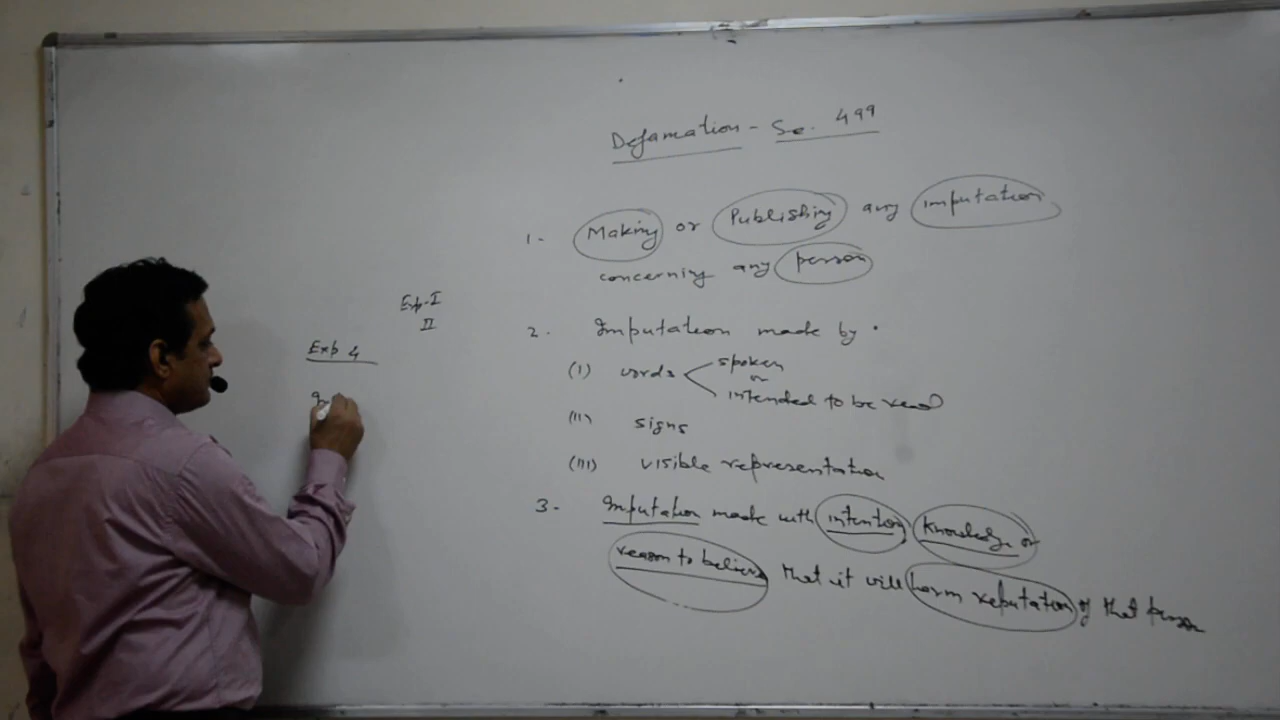 Defamation - Se. 499
1. Making or Publishing any imputation
concerning any person
Exp. I
II
2. Imputation made by.
Exp 4
(I) words spoken
or
intended to be read
(II) signs
(III) visible representation
3. Imputation made with intention, knowledge or
reason to believe that it will harm reputation of that person